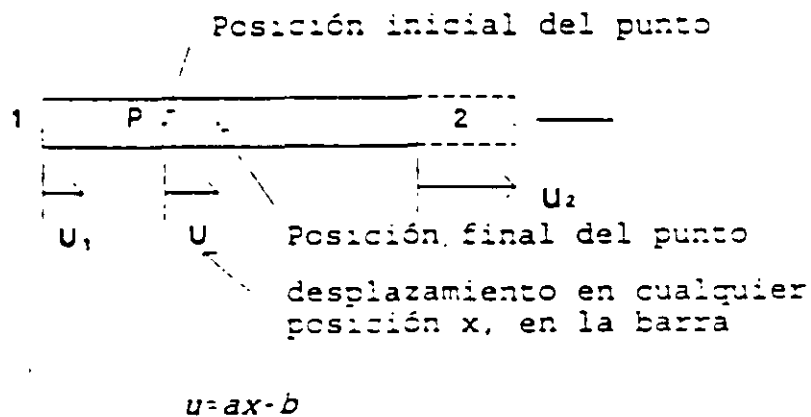 Posición inicial del punto
1 P 2
U₁ U U₂
Posición final del punto
desplazamiento en cualquier
posición x, en la barra
u=ax-b